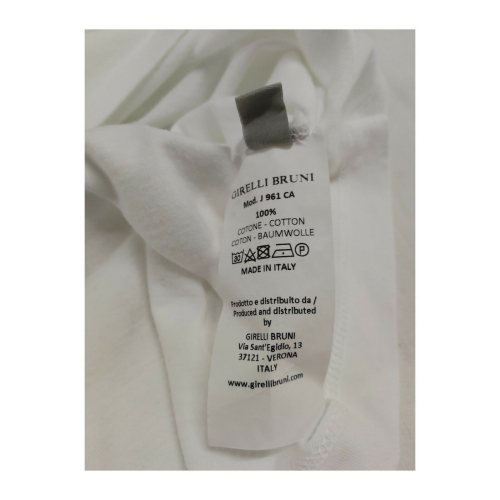 GIRELLI BRUNI
Mod. J 961 CA
100%
COTONE - COTTON
COTON - BAUMWOLLE
30 P
MADE IN ITALY
Prodotto e distribuito da /
Produced and distributed
by
GIRELLI BRUNI
Via Sant'Egidio, 13
37121 - VERONA
ITALY
www.girellibruni.com